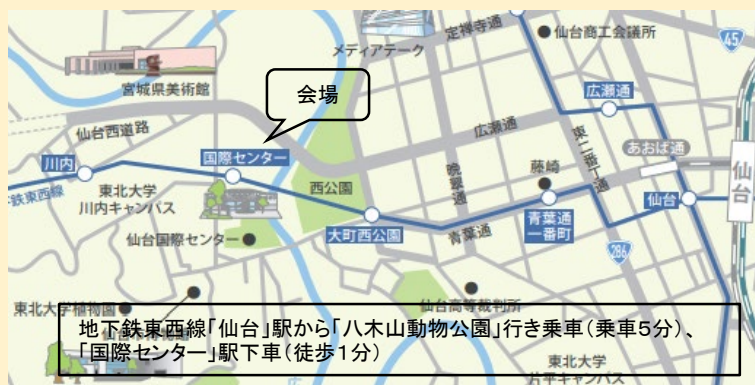 メディアテーク
定禅寺通
仙台商工会議所
45
宮城県美術館
会場
広瀬通
仙台西道路
国際センター
広瀬通
東二番丁通
あおば通
川内
西公園
晩翠通
藤崎
仙台
仙台
鉄東西線
東北大学
川内キャンパス
大町西公園
青葉通
青葉通
一番町
仙台国際センター
286
東北大学植物園
仙台高等裁判所
地下鉄東西線「仙台」駅から「八木山動物公園」行き乗車(乗車5分)、
「国際センター」駅下車(徒歩1分)
東北大学
片平キャンパス